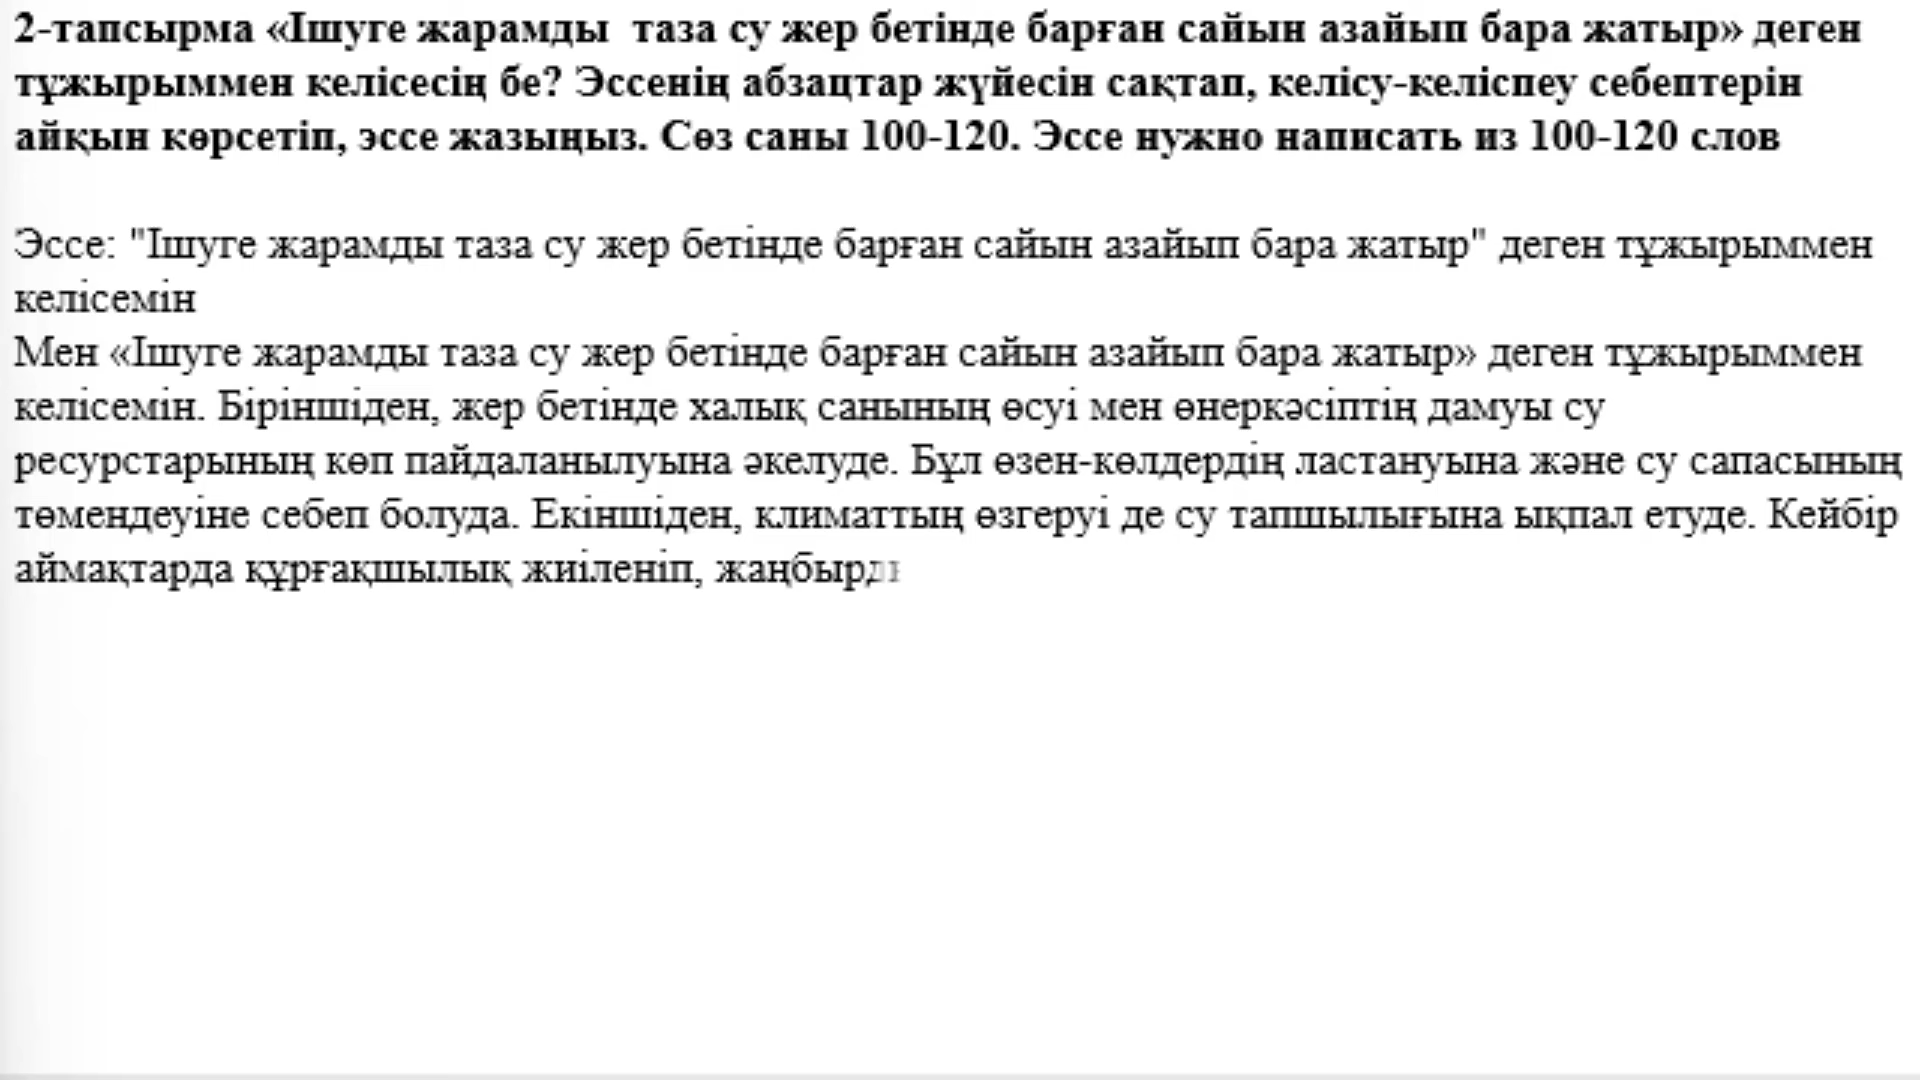 2-тапсырма «Ішуге жарамды  таза су жер бетінде барған сайын азайып бара жатыр» деген
тұжырыммен келісесің бе? Эссенің абзацтар жүйесін сақтап, келісу-келіспеу себептерін
айқын көрсетіп, эссе жазыңыз. Сөз саны 100-120. Эссе нужно написать из 100-120 слов
Эссе: "Ішуге жарамды таза су жер бетінде барған сайын азайып бара жатыр" деген тұжырыммен
келісемін
Мен «Ішуге жарамды таза су жер бетінде барған сайын азайып бара жатыр» деген тұжырыммен
келісемін. Біріншіден, жер бетінде халық санының өсуі мен өнеркәсіптің дамуы су
ресурстарының көп пайдаланылуына әкелуде. Бұл өзен-көлдердің ластануына және су сапасының
төмендеуіне себеп болуда. Екіншіден, климаттың өзгеруі де су тапшылығына ықпал етуде. Кейбір
аймақтарда құрғақшылық жиіленіп,